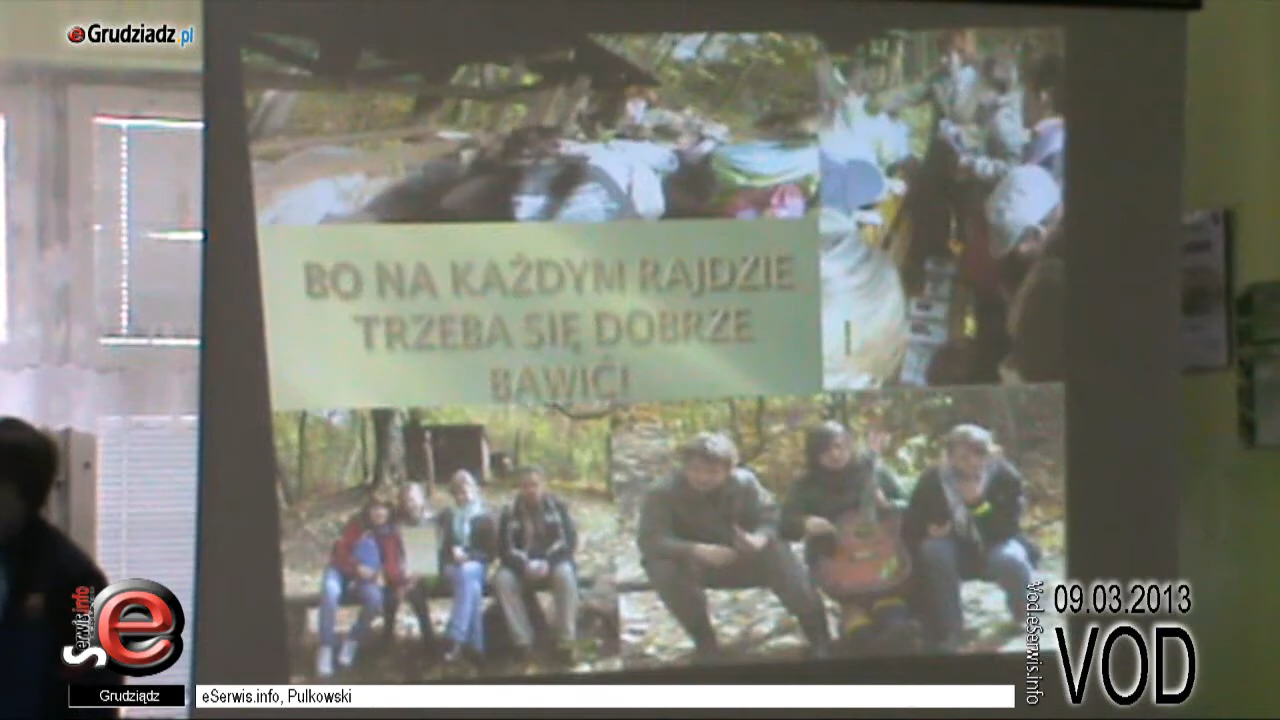 eGrudziadz.pl
BO NA KAŻDYM RAJDZIE
TRZEBA SIĘ DOBRZE
BAWIĆ!
Serwis.info
e
Grudziądz
eSerwis.info, Pulkowski
Vod.eSerwis.info
09.03.2013
VOD